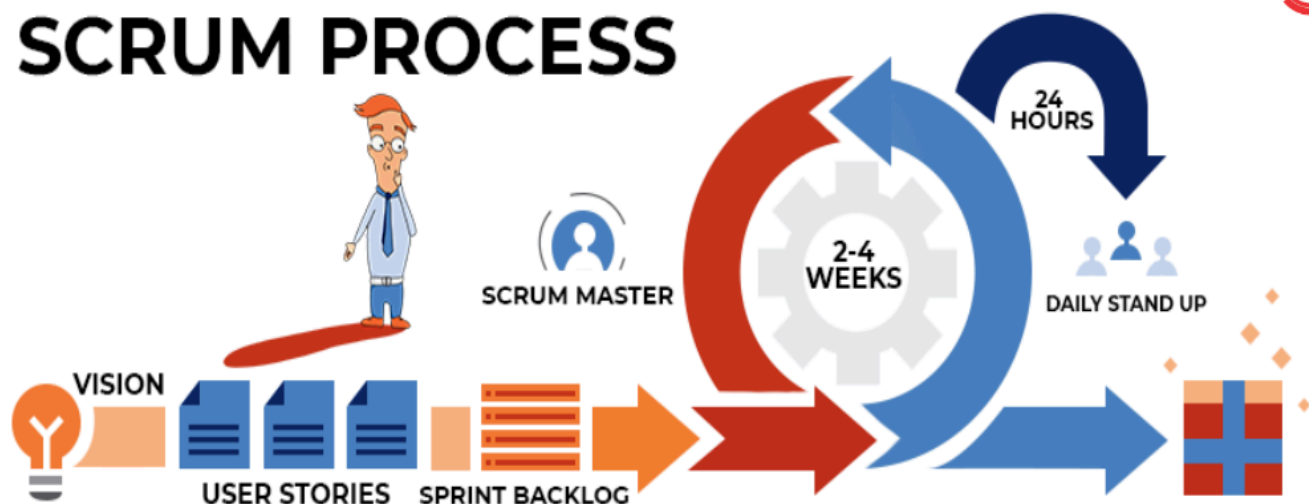 SCRUM PROCESS
24
HOURS
2-4
WEEKS
SCRUM MASTER
DAILY STAND UP
VISION
USER STORIES
SPRINT BACKLOG